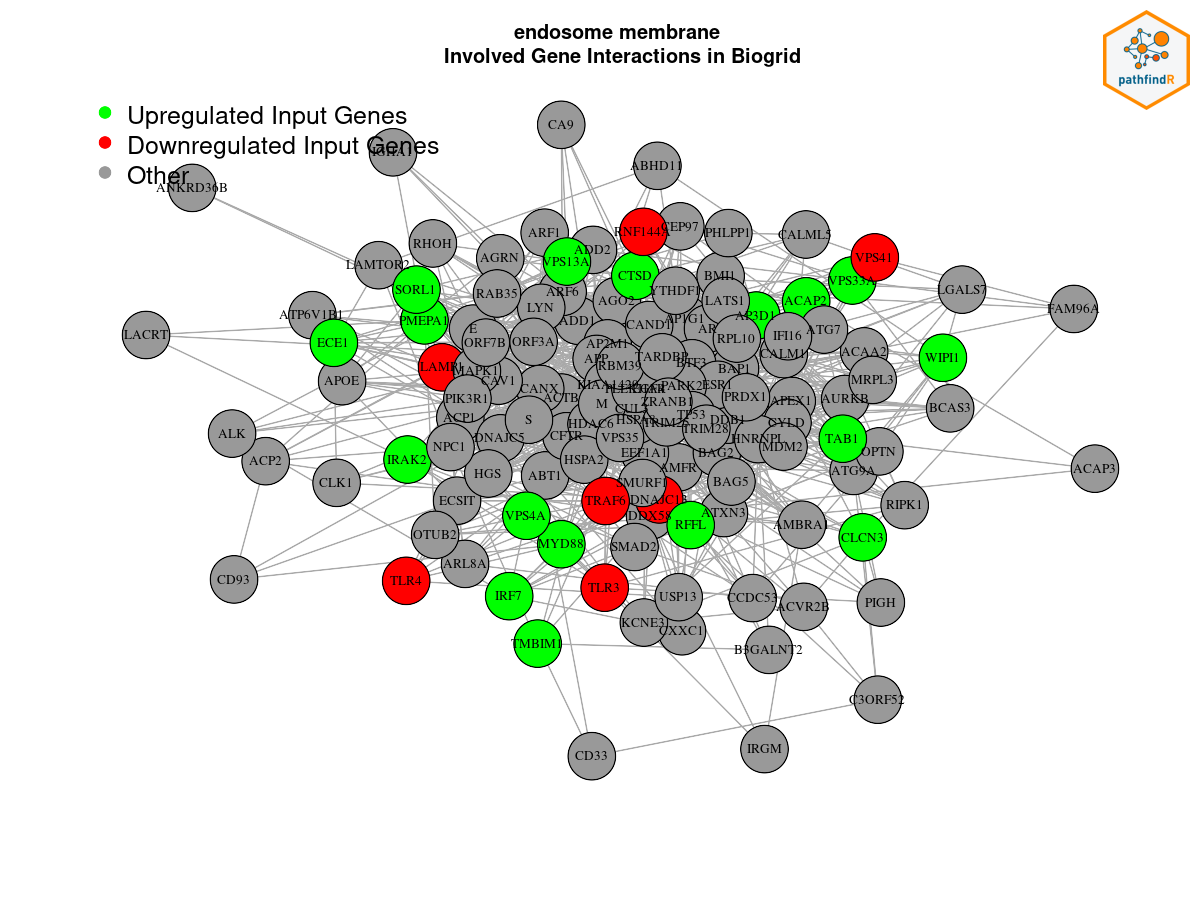 endosome membrane
Involved Gene Interactions in Biogrid
pathfindR
Upregulated Input Genes
Downregulated Input Genes
Other
CA9
ABHD11
ANKRD36B
ARF1
RNF144A
CEP97
PHLPP1
CALML5
RHOH
ADD2
VPS41
AGRN
VPS13A
LAMTOR2
CTSD
BMI1
VPS33A
SORL1
RAB35
ARF6
YTHDF1
LGALS7
LYN
AGO2
LATS1
ACAP2
FAM96A
ATP6V1B1
PMEPA1
ADD1
CAND1
AP1G1
AP3D1
LACRT
E
ATG7
ECE1
ORF7B
ORF3A
AP2M1
RPL10
IFI16
ACAA2
TARDBP
CALM1
WIPI1
APP
RBM39
BTF3
BAP1
MAPK1
APOE
CAV1
MRPL3
CANX
PARK2
ESR1
PIK3R1
ACTB
M
ZRANB1
PRDX1
APEX1
AURKB
BCAS3
ACP1
S
TP53
DDB1
CYLD
ALK
DNAJC5
CFTR
HDAC6
TRIM28
HNRNPL
TAB1
NPC1
VPS35
MDM2
OPTN
ACP2
IRAK2
HSPA2
EEF1A1
BAG2
ATG9A
ACAP3
HGS
ABT1
AMFR
CLK1
SMURF1
BAG5
ECSIT
TRAF6
DNAJC13
RIPK1
VPS4A
DDX58
RFFL
ATXN3
AMBRA1
OTUB2
MYD88
SMAD2
CLCN3
ARL8A
CD93
TLR4
TLR3
IRF7
USP13
CCDC53
ACVR2B
PIGH
KCNE3
CXXC1
TMBIM1
B3GALNT2
C3ORF52
CD33
IRGM